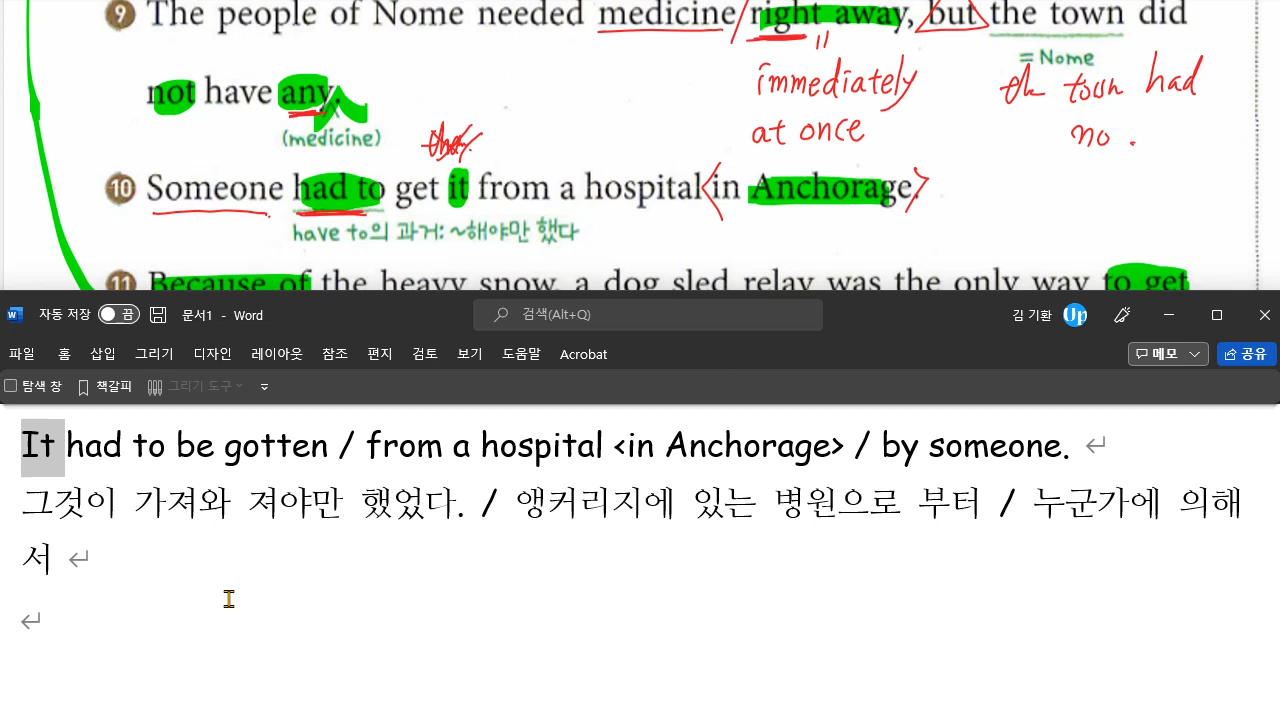 9 The people of Nome needed medicine / right away, but the town did
= Nome
immediately
the town had
not have any.
at once
no.
(medicine)
10 Someone had to get it from a hospital <in Anchorage.>
have to의 과거: ~해야만 했다
11 Because of the heavy snow, a dog sled relay was the only way to get
자동 저장 끔 문서1 - Word 검색(Alt+Q) 김 기환
파일 홈 삽입 그리기 디자인 레이아웃 참조 편지 검토 보기 도움말 Acrobat 메모 공유
탐색 창 책갈피 그리기 도구
It had to be gotten / from a hospital <in Anchorage> / by someone.
그것이 가져와 져야만 했었다. / 앵커리지에 있는 병원으로 부터 / 누군가에 의해
서